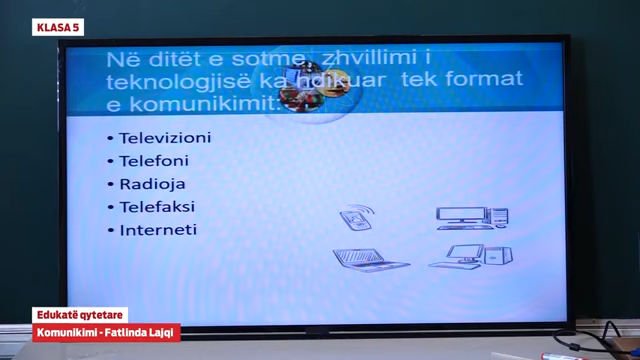 KLASA 5
Në ditët e sotme, zhvillimi i
teknologjisë ka ndikuar tek format
e komunikimit:
• Televizioni
• Telefoni
• Radioja
• Telefaksi
• Interneti
Edukatë qytetare
Komunikimi - Fatlinda Lajqi